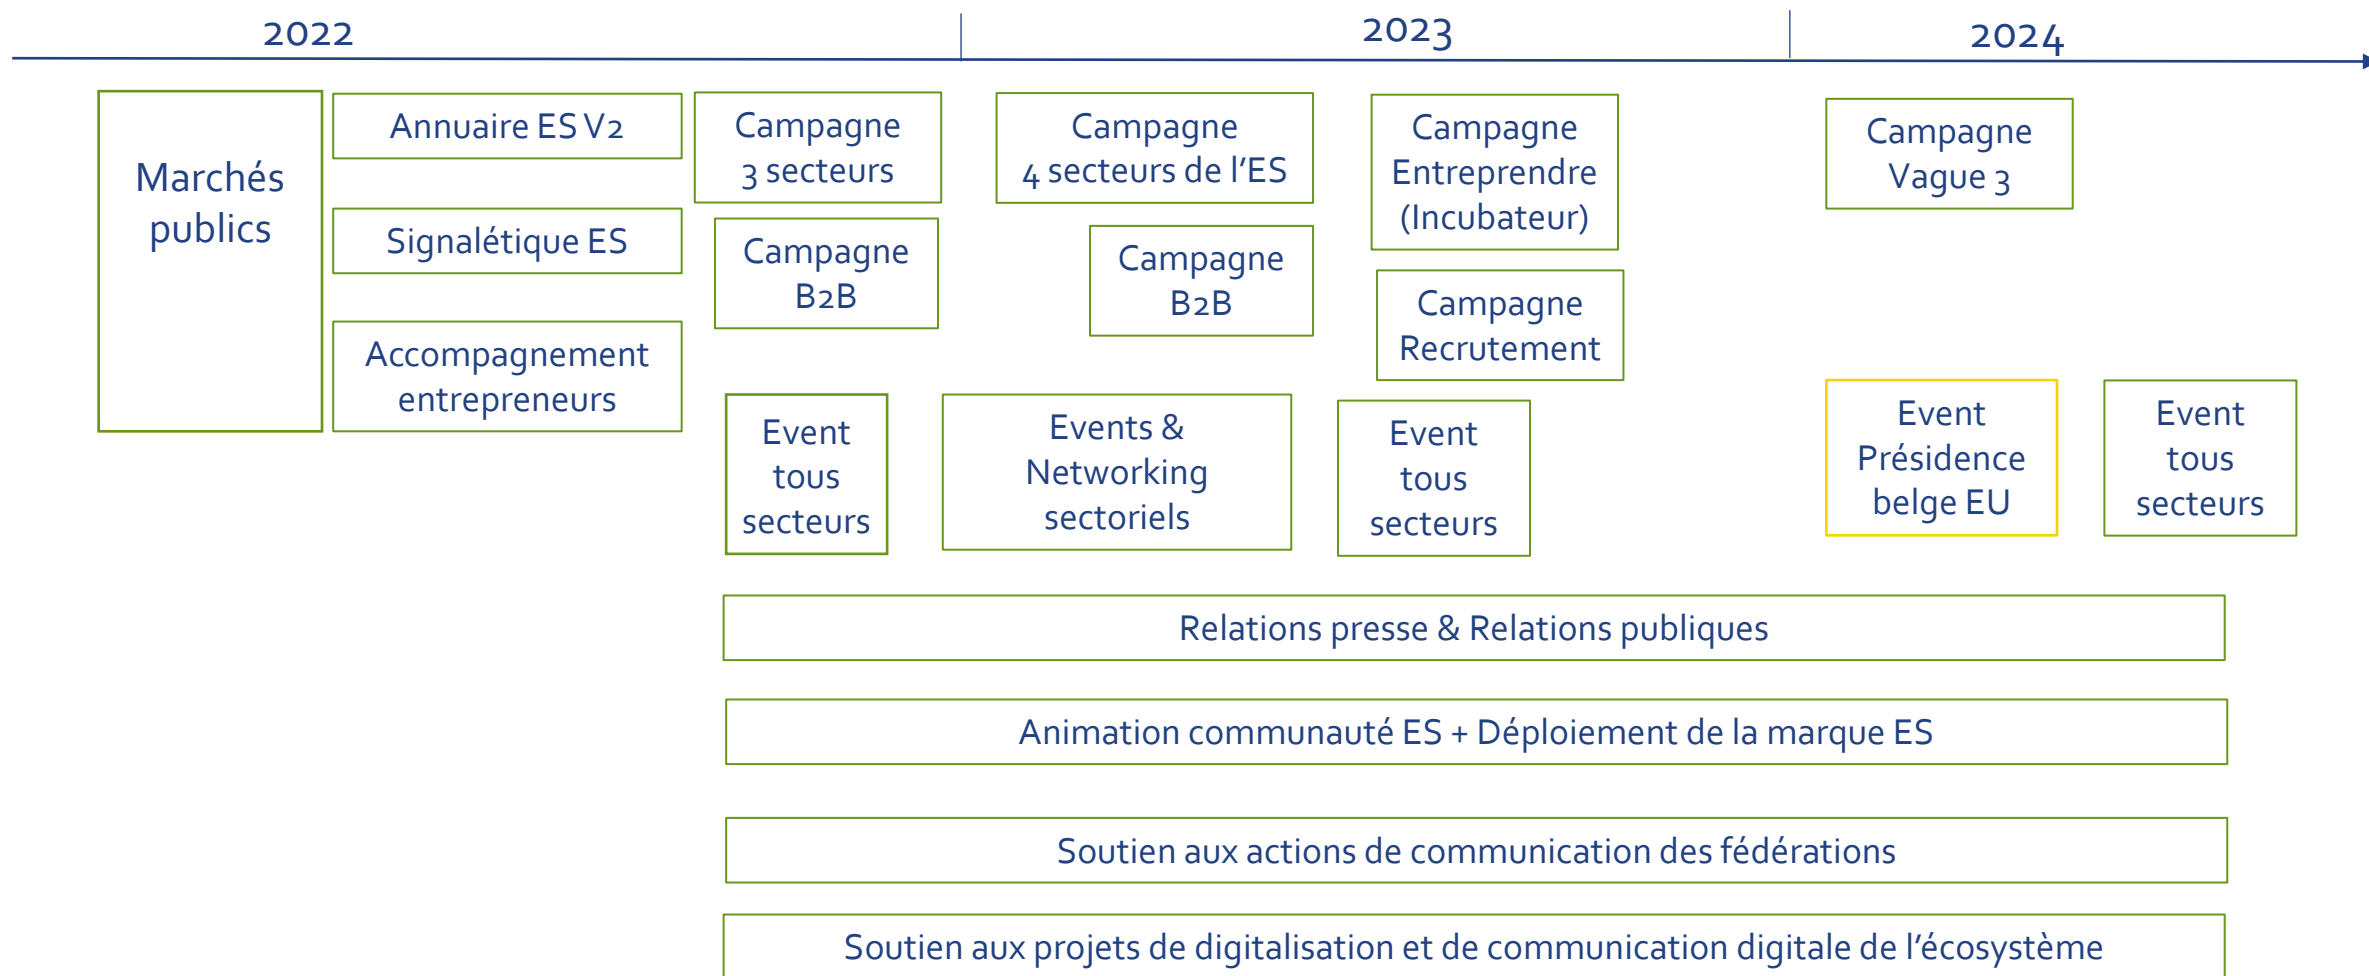 2022
2023
2024
Marchés
publics
Annuaire ES V2
Signalétique ES
Accompagnement
entrepreneurs
Campagne
3 secteurs
Campagne
B2B
Campagne
4 secteurs de l'ES
Campagne
B2B
Campagne
Entreprendre
(Incubateur)
Campagne
Recrutement
Campagne
Vague 3
Event
tous
secteurs
Events &
Networking
sectoriels
Event
tous
secteurs
Event
Présidence
belge EU
Event
tous
secteurs
Relations presse & Relations publiques
Animation communauté ES + Déploiement de la marque ES
Soutien aux actions de communication des fédérations
Soutien aux projets de digitalisation et de communication digitale de l'écosystème